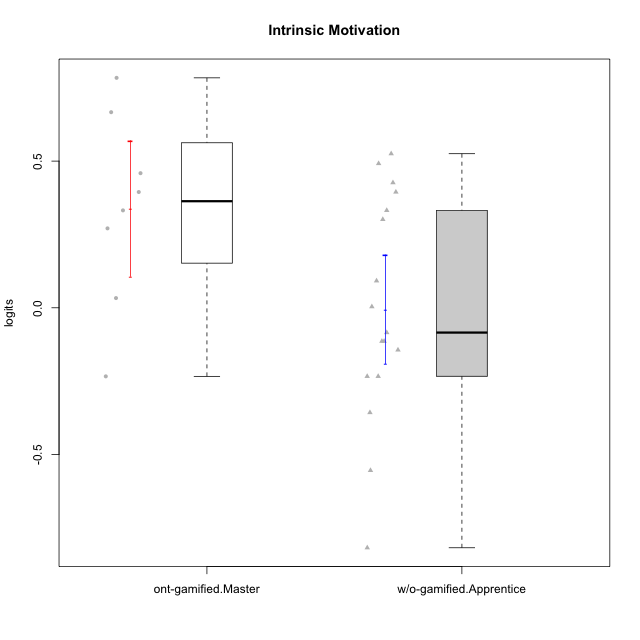 Intrinsic Motivation
logits
0.5
0.0
-0.5
ont-gamified.Master
w/o-gamified.Apprentice